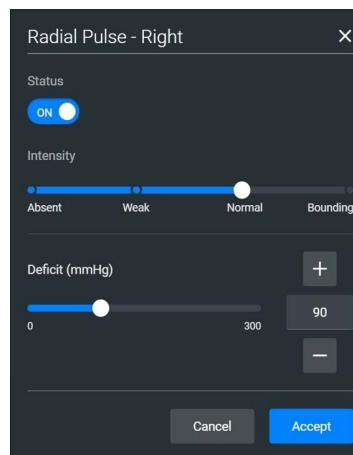 Radial Pulse - Right
Status
ON
Intensity
Absent Weak Normal Bounding
Deficit (mmHg)
90
0 300
Cancel Accept